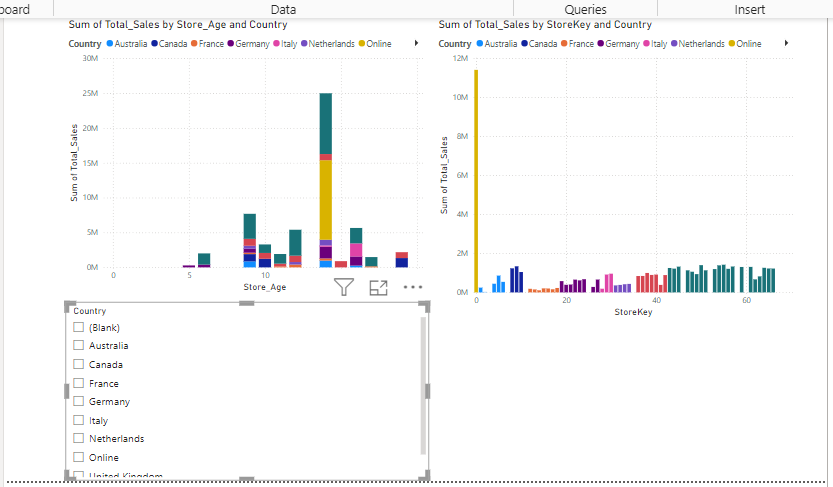 board Data Queries Insert
Sum of Total_Sales by Store_Age and Country
Country Australia Canada France Germany Italy Netherlands Online
30M
25M
20M
15M
10M
5M
0M
Sum of Total_Sales
0 5 10
Store_Age
Sum of Total_Sales by StoreKey and Country
Country Australia Canada France Germany Italy Netherlands Online
12M
10M
8M
6M
4M
2M
0M
Sum of Total_Sales
0 20 40 60
StoreKey
Country
(Blank)
Australia
Canada
France
Germany
Italy
Netherlands
Online
United Kingdom